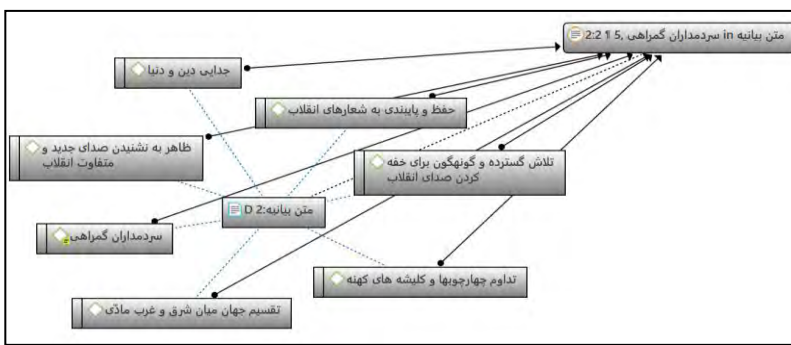 2:2 ¶ 5, سردمداران گمراهی in متن بیانیه
جدایی دین و دنیا
حفظ و پایبندی به شعارهای انقلاب
ظاهر به نشنیدن صدای جدید و
متفاوت انقلاب
تلاش گسترده و گونهگون برای خفه
کردن صدای انقلاب
D 2:متن بیانیه
سردمداران گمراهی
تداوم چهارچوبها و کلیشه های کهنه
تقسیم جهان میان شرق و غرب مادّی